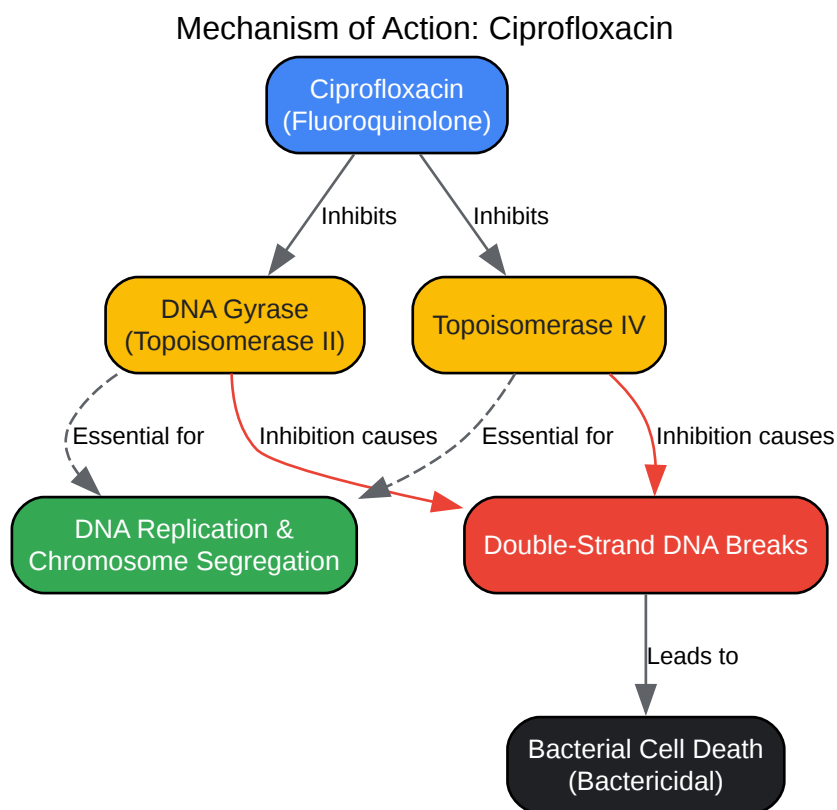 Mechanism of Action: Ciprofloxacin
Ciprofloxacin
(Fluoroquinolone)
Inhibits
Inhibits
DNA Gyrase
(Topoisomerase II)
Topoisomerase IV
Essential for
Inhibition causes
Essential for
Inhibition causes
DNA Replication &
Chromosome Segregation
Double-Strand DNA Breaks
Leads to
Bacterial Cell Death
(Bactericidal)